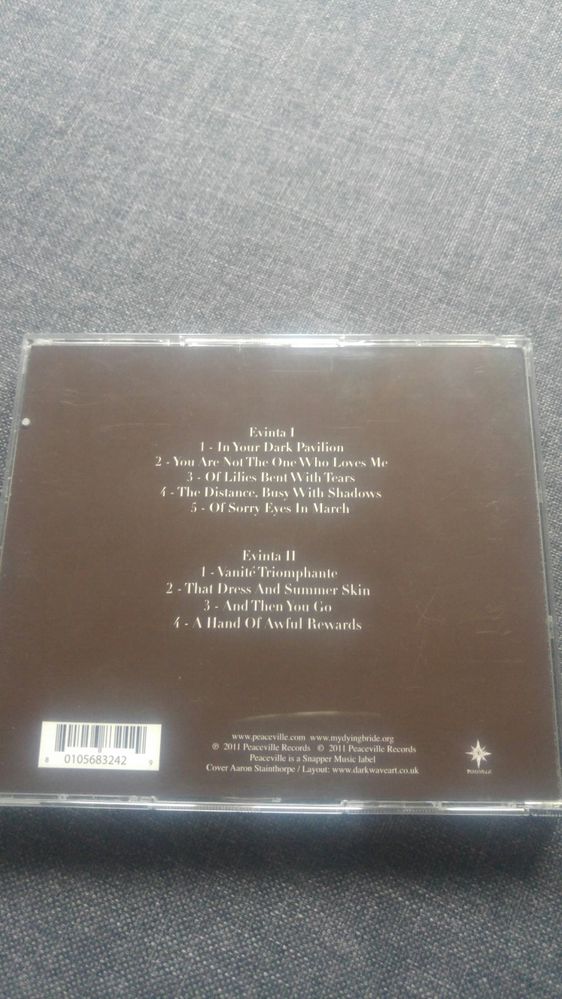 Evinta I
1 - In Your Dark Pavilion
2 - You Are Not The One Who Loves Me
3 - Of Lilies Bent With Tears
4 - The Distance, Busy With Shadows
5 - Of Sorry Eyes In March
Evinta II
1 - Vanité Triomphante
2 - That Dress And Summer Skin
3 - And Then You Go
4 - A Hand Of Awful Rewards
www.peaceville.com www.mydyingbride.org
℗ 2011 Peaceville Records © 2011 Peaceville Records
Peaceville is a Snapper Music label
Cover Aaron Stainthorpe / Layout: www.darkwaveart.co.uk
PEACEVILLE
8 0105683242 9